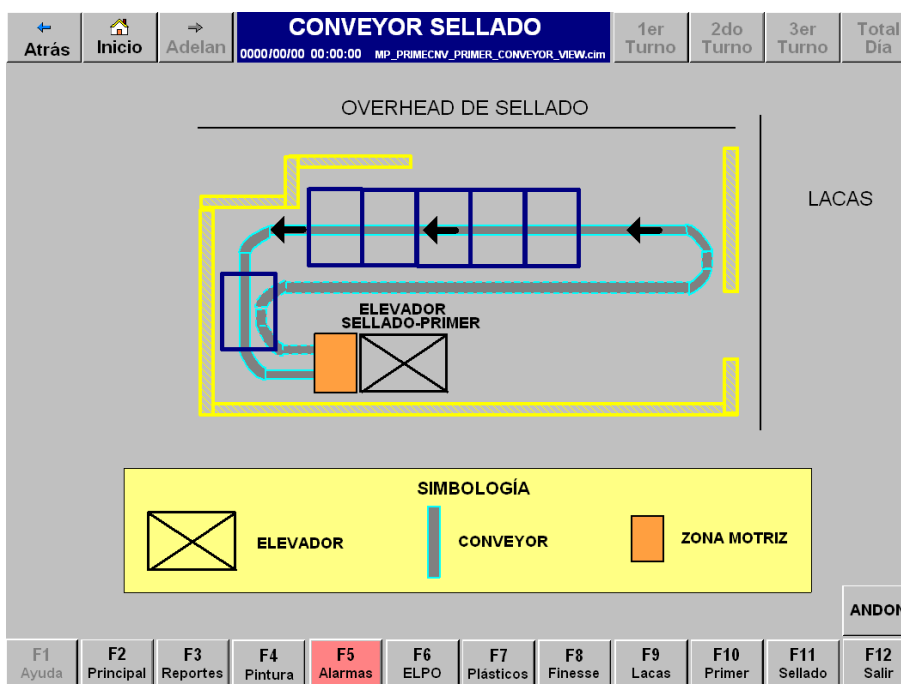 ← Atrás
Inicio
→ Adelan
CONVEYOR SELLADO
0000/00/00 00:00:00 MP_PRIMECNV_PRIMER_CONVEYOR_VIEW.cim
1er Turno
2do Turno
3er Turno
Total Día
OVERHEAD DE SELLADO
LACAS
ELEVADOR
SELLADO-PRIMER
SIMBOLOGÍA
ELEVADOR
CONVEYOR
ZONA MOTRIZ
ANDON
F1 Ayuda
F2 Principal
F3 Reportes
F4 Pintura
F5 Alarmas
F6 ELPO
F7 Plásticos
F8 Finesse
F9 Lacas
F10 Primer
F11 Sellado
F12 Salir